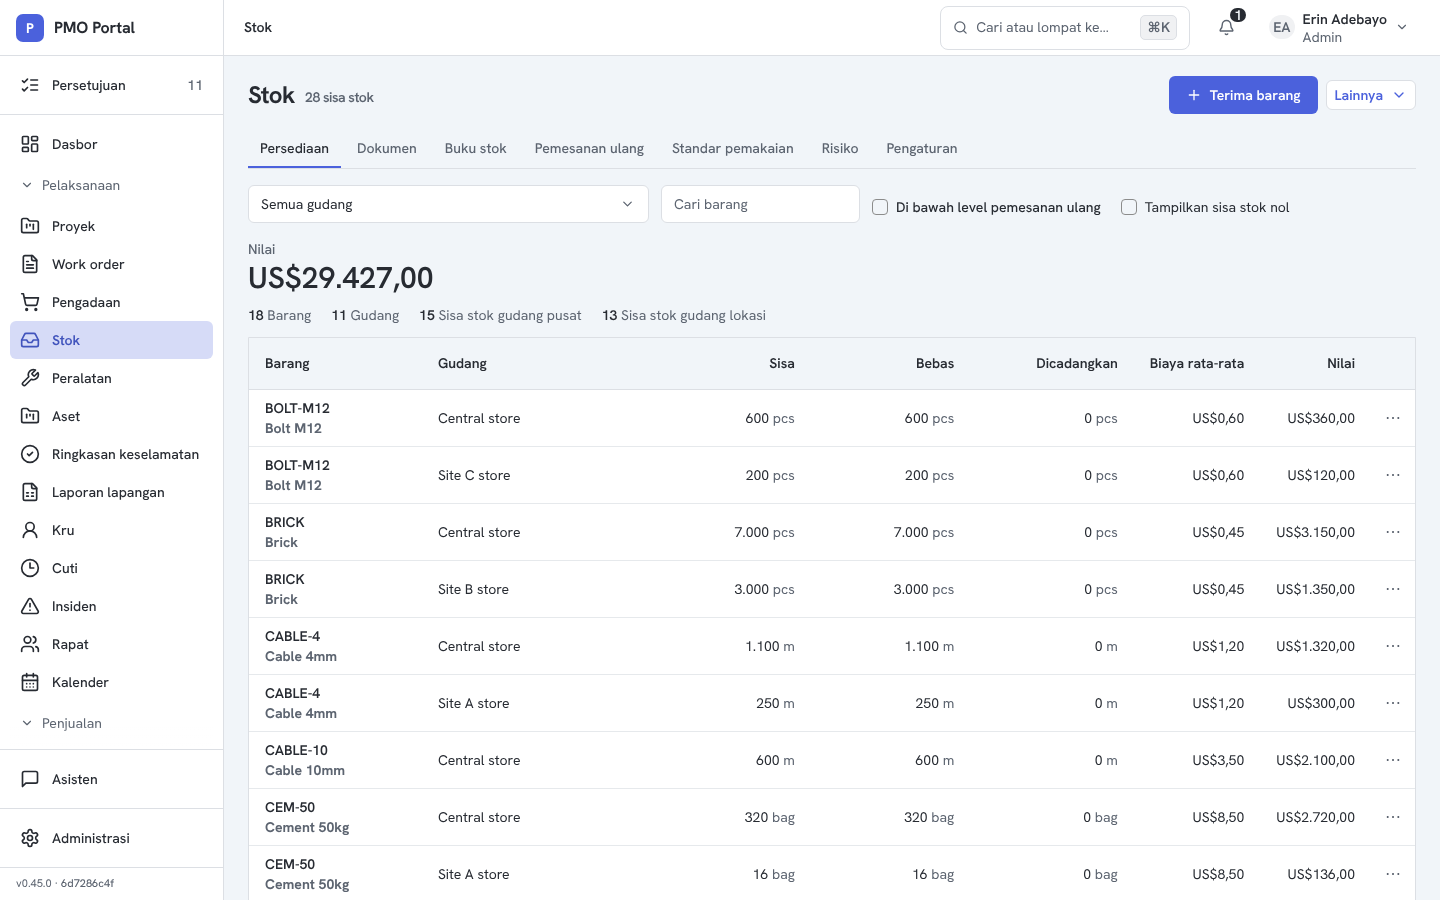 P PMO Portal
Stok
Cari atau lompat ke...
⌘K
1
EA
Erin Adebayo
Admin
Persetujuan 11
Dasbor
Pelaksanaan
Proyek
Work order
Pengadaan
Stok
Peralatan
Aset
Ringkasan keselamatan
Laporan lapangan
Kru
Cuti
Insiden
Rapat
Kalender
Penjualan
Asisten
Administrasi
v0.45.0 · 6d7286c4f
Stok 28 sisa stok
+ Terima barang
Lainnya
Persediaan Dokumen Buku stok Pemesanan ulang Standar pemakaian Risiko Pengaturan
Semua gudang
Cari barang
Di bawah level pemesanan ulang
Tampilkan sisa stok nol
Nilai
US$29.427,00
18 Barang 11 Gudang 15 Sisa stok gudang pusat 13 Sisa stok gudang lokasi
Barang Gudang Sisa Bebas Dicadangkan Biaya rata-rata Nilai
BOLT-M12
Bolt M12
Central store 600 pcs 600 pcs 0 pcs US$0,60 US$360,00 ...
BOLT-M12
Bolt M12
Site C store 200 pcs 200 pcs 0 pcs US$0,60 US$120,00 ...
BRICK
Brick
Central store 7.000 pcs 7.000 pcs 0 pcs US$0,45 US$3.150,00 ...
BRICK
Brick
Site B store 3.000 pcs 3.000 pcs 0 pcs US$0,45 US$1.350,00 ...
CABLE-4
Cable 4mm
Central store 1.100 m 1.100 m 0 m US$1,20 US$1.320,00 ...
CABLE-4
Cable 4mm
Site A store 250 m 250 m 0 m US$1,20 US$300,00 ...
CABLE-10
Cable 10mm
Central store 600 m 600 m 0 m US$3,50 US$2.100,00 ...
CEM-50
Cement 50kg
Central store 320 bag 320 bag 0 bag US$8,50 US$2.720,00 ...
CEM-50
Cement 50kg
Site A store 16 bag 16 bag 0 bag US$8,50 US$136,00 ...